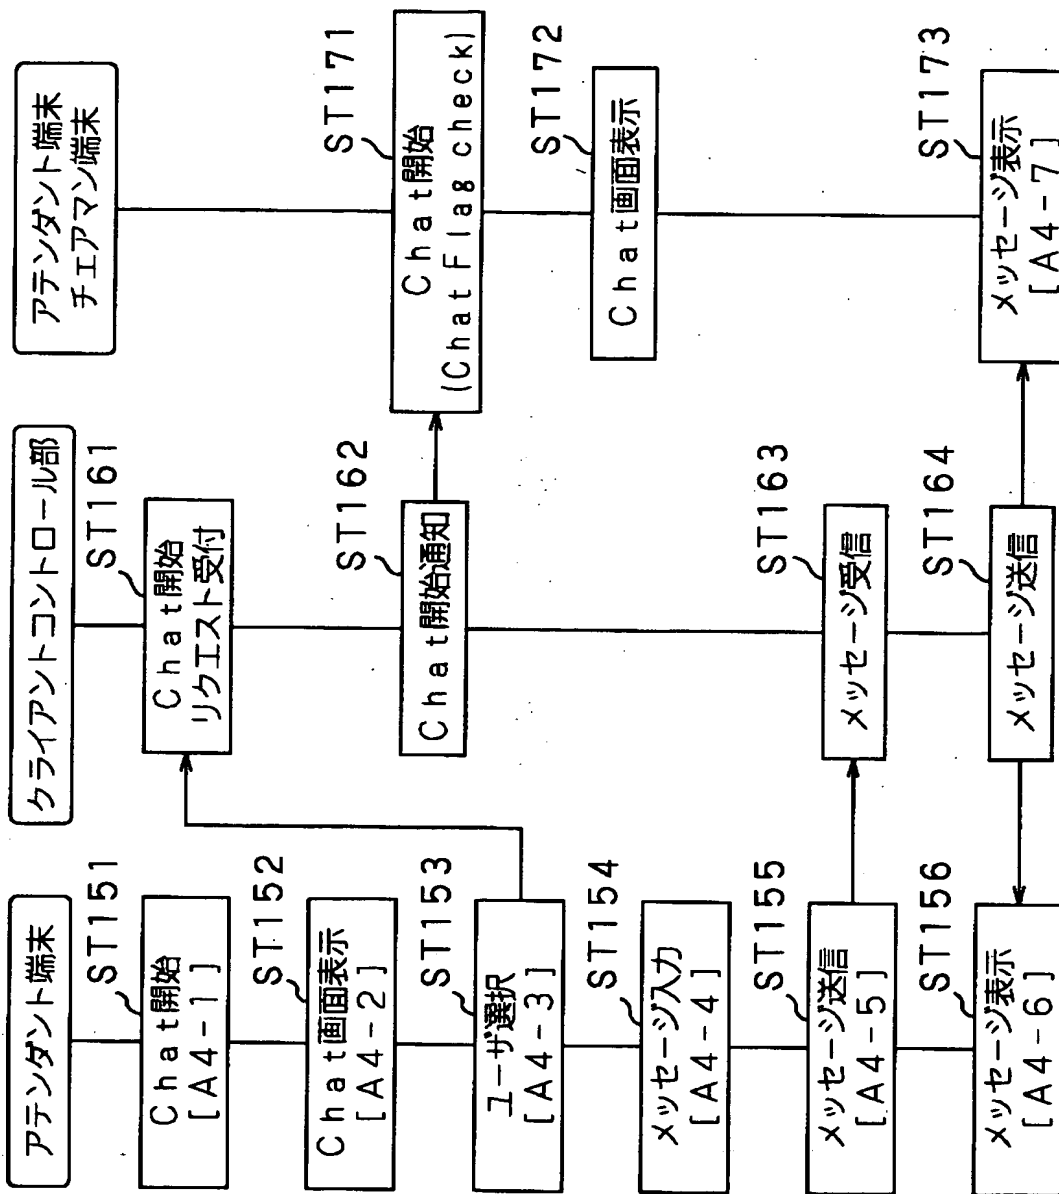 アテンダント端末
ST151
Chat開始
[A4-1]
ST152
Chat画面表示
[A4-2]
ST153
ユーザ選択
[A4-3]
ST154
メッセージ入力
[A4-4]
ST155
メッセージ送信
[A4-5]
ST156
メッセージ表示
[A4-6]
クライアントコントロール部
ST161
Chat開始
リクエスト受付
ST162
Chat開始通知
ST163
メッセージ受信
ST164
メッセージ送信
アテンダント端末
チェアマン端末
ST171
Chat開始
(Chat Flag check)
ST172
Chat画面表示
ST173
メッセージ表示
[A4-7]